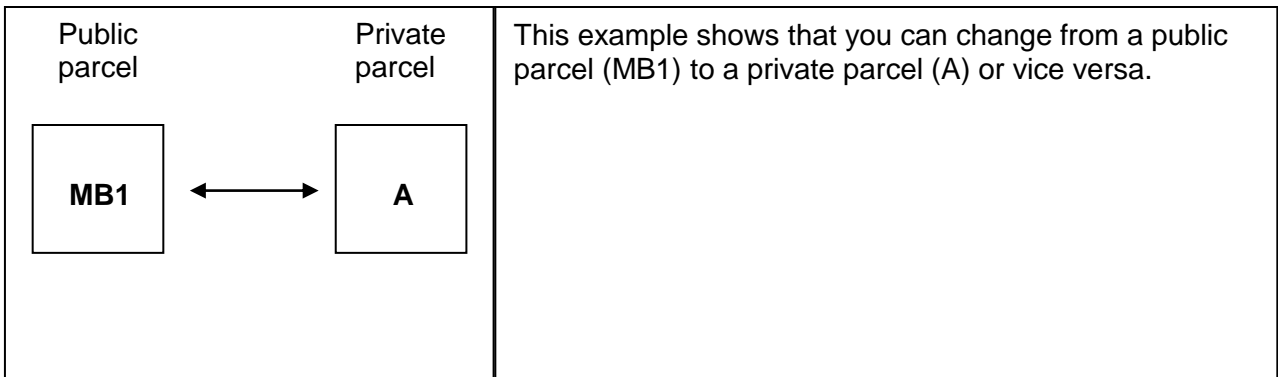 Public
parcel
Private
parcel
MB1
A
This example shows that you can change from a public
parcel (MB1) to a private parcel (A) or vice versa.